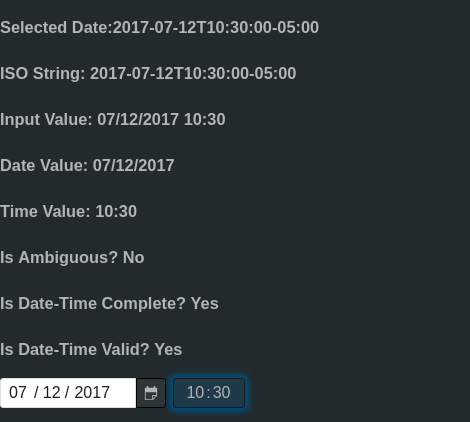 Selected Date:2017-07-12T10:30:00-05:00
ISO String: 2017-07-12T10:30:00-05:00
Input Value: 07/12/2017 10:30
Date Value: 07/12/2017
Time Value: 10:30
Is Ambiguous? No
Is Date-Time Complete? Yes
Is Date-Time Valid? Yes
07 / 12 / 2017 10:30